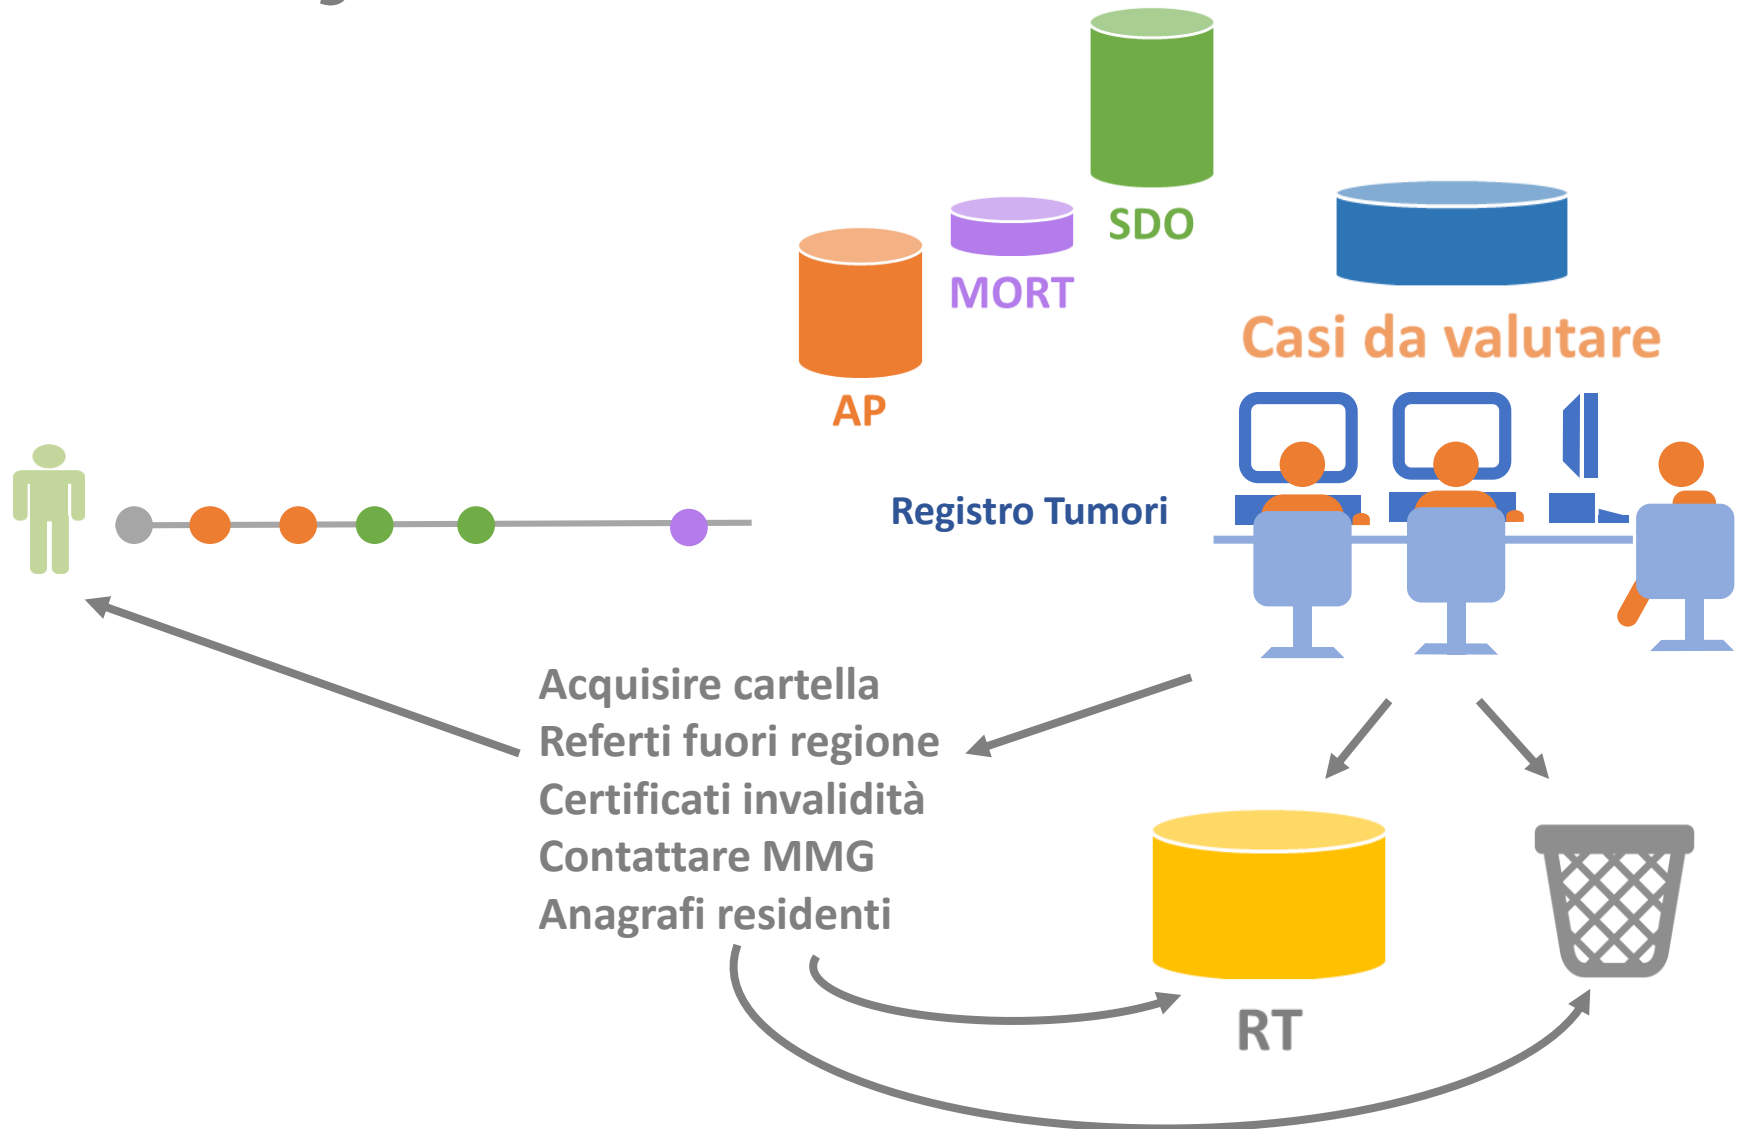 SDO
MORT
Casi da valutare
AP
Registro Tumori
Acquisire cartella
Referti fuori regione
Certificati invalidità
Contattare MMG
Anagrafi residenti
RT